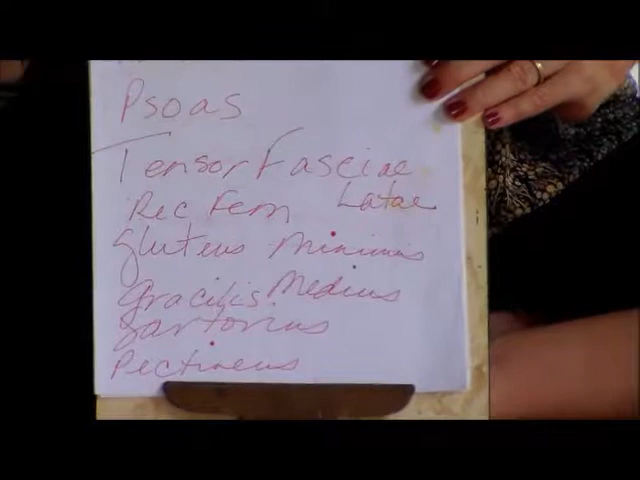 Psoas
Tensor Fasciae
Rec Fem Latae
Gluteus Minimus
Gracilis Medius
Sartorius
Pectineus